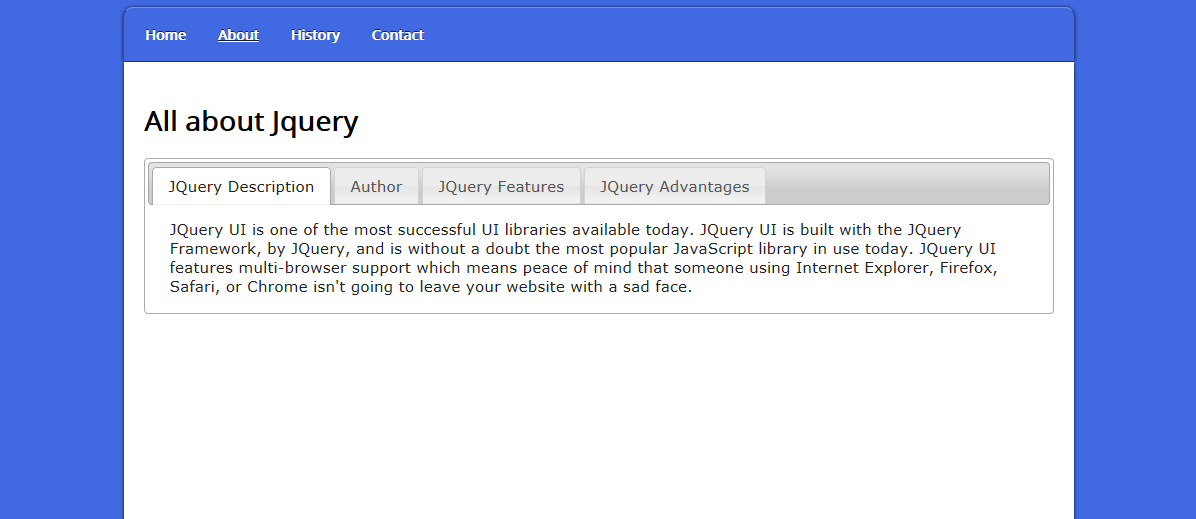 Home About History Contact
All about Jquery
JQuery Description Author JQuery Features JQuery Advantages
JQuery UI is one of the most successful UI libraries available today. JQuery UI is built with the JQuery
Framework, by JQuery, and is without a doubt the most popular JavaScript library in use today. JQuery UI
features multi-browser support which means peace of mind that someone using Internet Explorer, Firefox,
Safari, or Chrome isn't going to leave your website with a sad face.